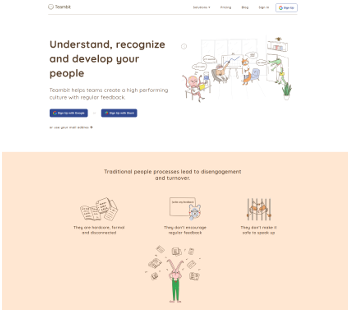 Teambit
Solutions
Pricing
Blog
Sign in
Sign Up
Understand, recognize
and develop your
people
Teambit helps teams create a high performing
culture with regular feedback
Sign Up with Google
or
Sign Up with Slack
or use your mail address
Traditional people processes lead to disengagement
and turnover.
They are hardcore, formal
and disconnected
They don't encourage
regular feedback
They don't make it
safe to speak up